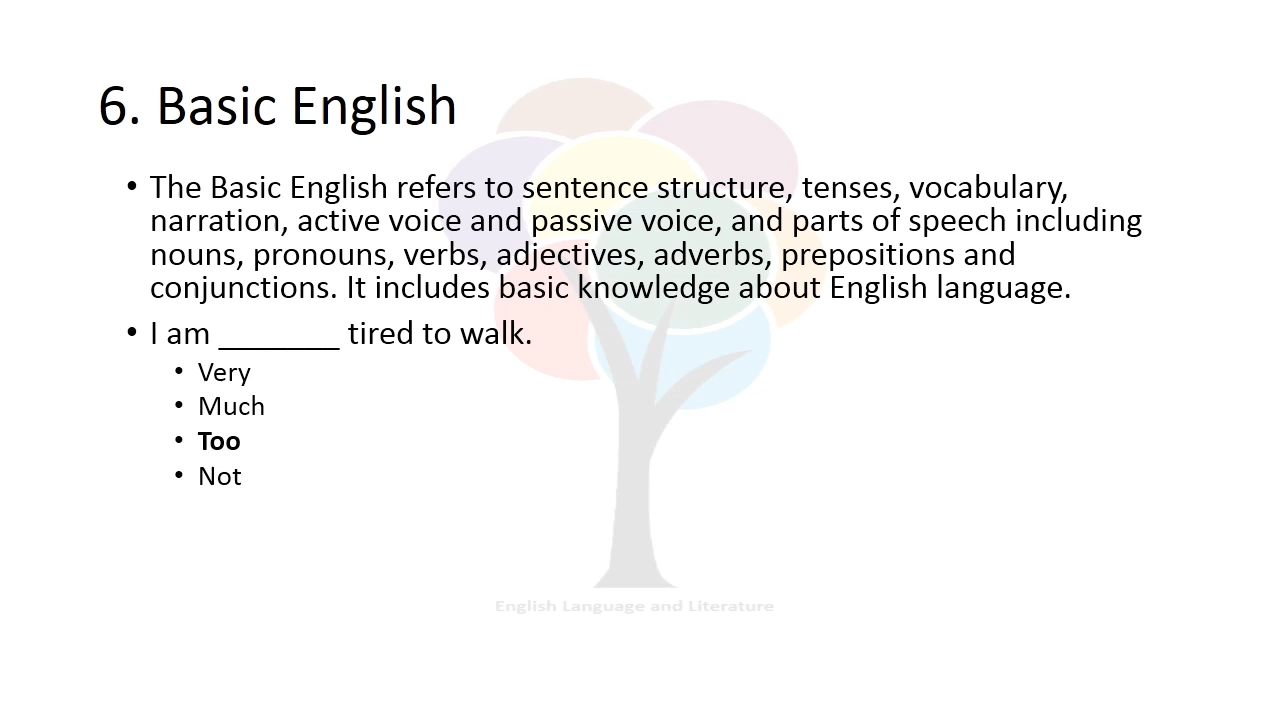 6. Basic English
• The Basic English refers to sentence structure, tenses, vocabulary,
narration, active voice and passive voice, and parts of speech including
nouns, pronouns, verbs, adjectives, adverbs, prepositions and
conjunctions. It includes basic knowledge about English language.
• I am _______ tired to walk.
• Very
• Much
• Too
• Not
English Language and Literature